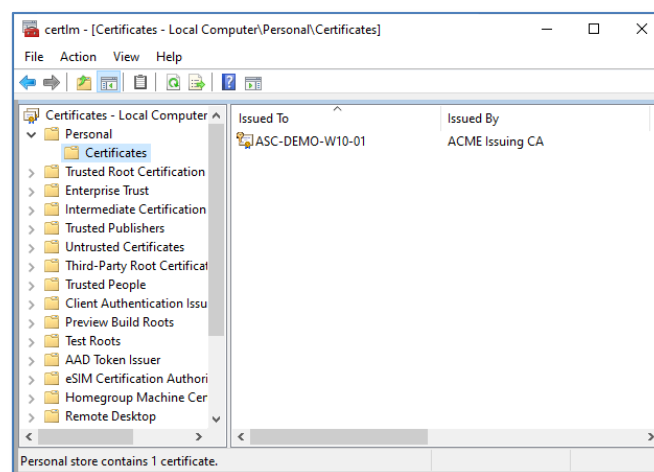 certlm - [Certificates - Local Computer\Personal\Certificates]
File Action View Help
Certificates - Local Computer
Personal
Certificates
Trusted Root Certification
Enterprise Trust
Intermediate Certification
Trusted Publishers
Untrusted Certificates
Third-Party Root Certificat
Trusted People
Client Authentication Issu
Preview Build Roots
Test Roots
AAD Token Issuer
eSIM Certification Authori
Homegroup Machine Cer
Remote Desktop
Issued To Issued By
ASC-DEMO-W10-01 ACME Issuing CA
Personal store contains 1 certificate.